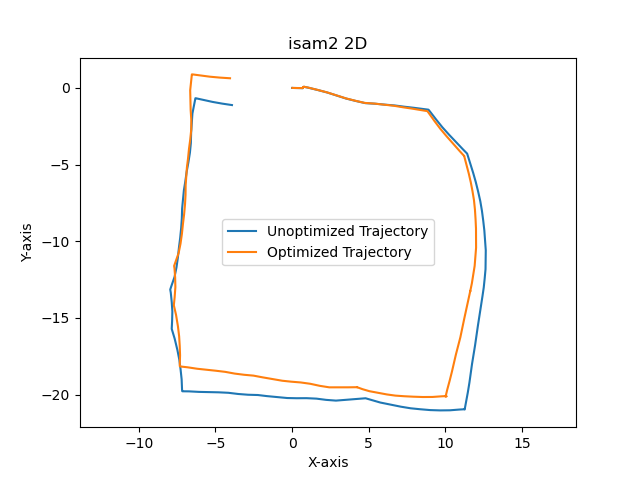 isam2 2D
0
−5
−10
−15
−20
Y-axis
Unoptimized Trajectory
Optimized Trajectory
−10
−5
0
5
10
15
X-axis